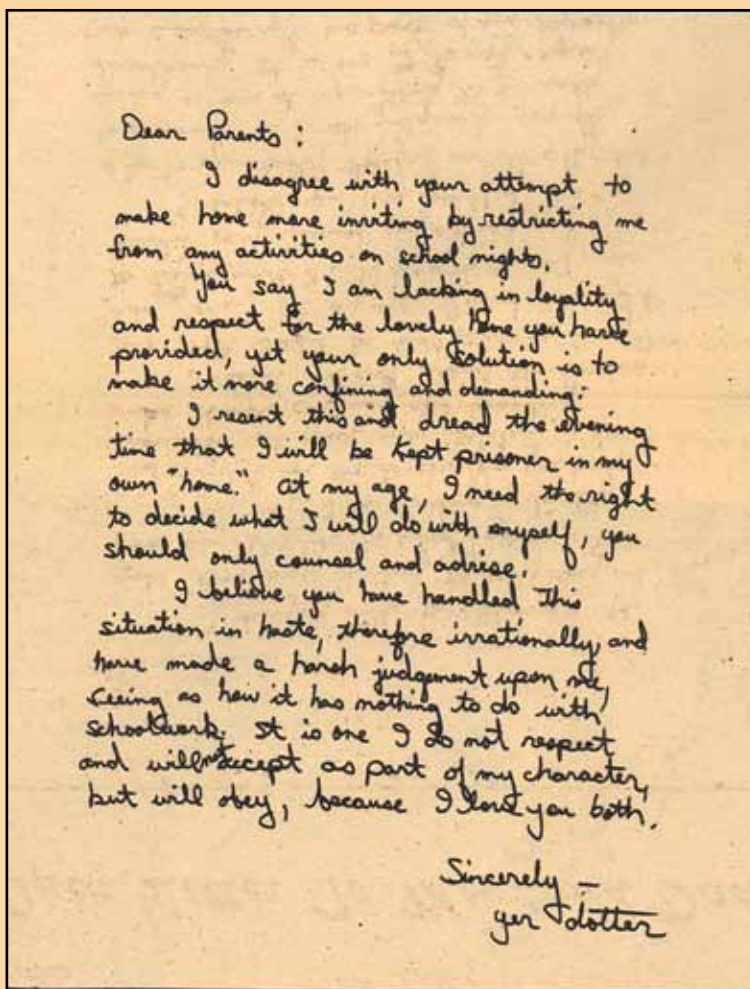 Dear Parents :
I disagree with your attempt to
make home more inviting by restricting me
from any activities on school nights.
You say I am lacking in loyality
and respect for the lovely home you have
provided, yet your only solution is to
make it more confining and demanding.
I resent this and dread the evening
time that I will be kept prisoner in my
own "home." At my age, I need the right
to decide what I will do with myself, you
should only counsel and advise.
I believe you have handled this
situation in haste, therefore irrationally, and
have made a harsh judgement upon me,
seeing as how it has nothing to do with
schoolwork. It is one I do not respect
and will not accept as part of my character,
but will obey, because I love you both.
Sincerely —
yer dotter